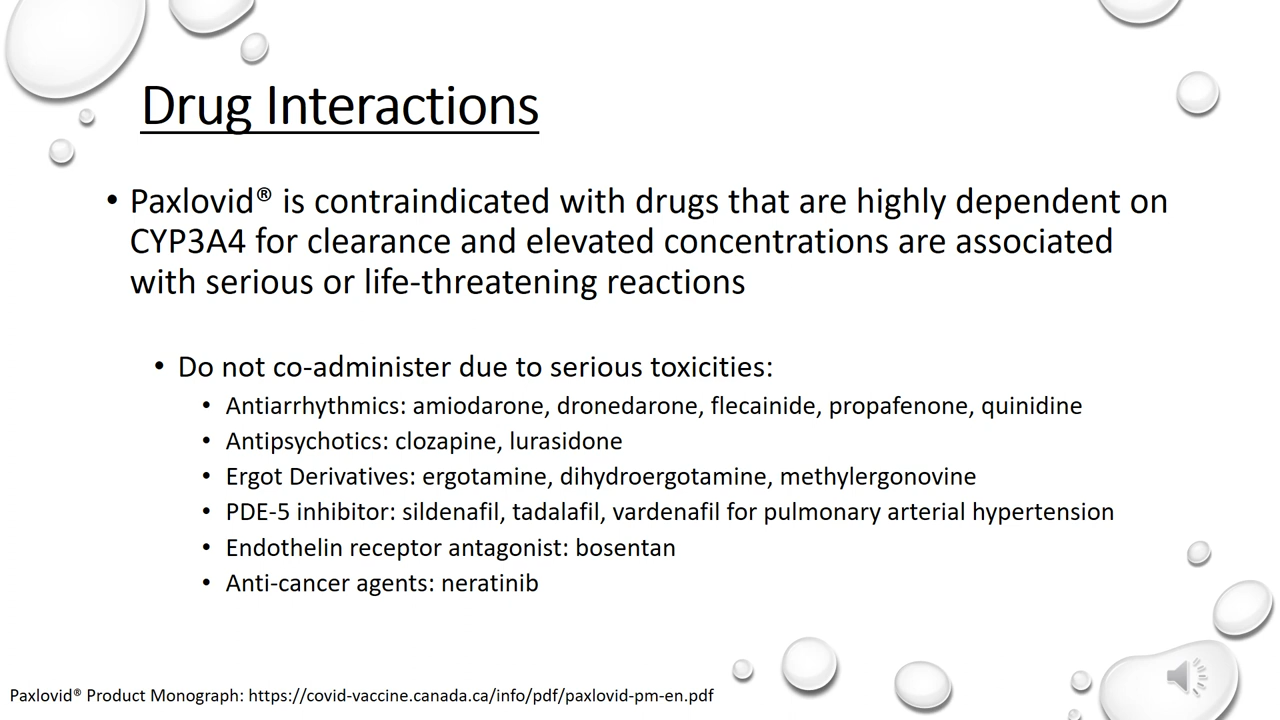 Drug Interactions
• Paxlovid® is contraindicated with drugs that are highly dependent on
CYP3A4 for clearance and elevated concentrations are associated
with serious or life-threatening reactions
• Do not co-administer due to serious toxicities:
• Antiarrhythmics: amiodarone, dronedarone, flecainide, propafenone, quinidine
• Antipsychotics: clozapine, lurasidone
• Ergot Derivatives: ergotamine, dihydroergotamine, methylergonovine
• PDE-5 inhibitor: sildenafil, tadalafil, vardenafil for pulmonary arterial hypertension
• Endothelin receptor antagonist: bosentan
• Anti-cancer agents: neratinib
Paxlovid® Product Monograph: https://covid-vaccine.canada.ca/info/pdf/paxlovid-pm-en.pdf